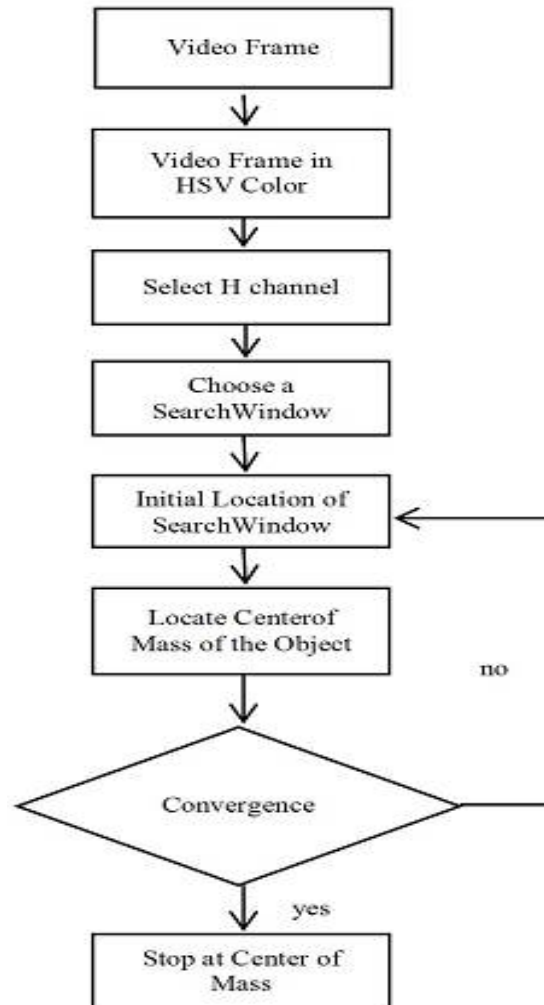 Video Frame
Video Frame in
HSV Color
Select H channel
Choose a
SearchWindow
Initial Location of
SearchWindow
Locate Centerof
Mass of the Object
no
Convergence
yes
Stop at Center of
Mass